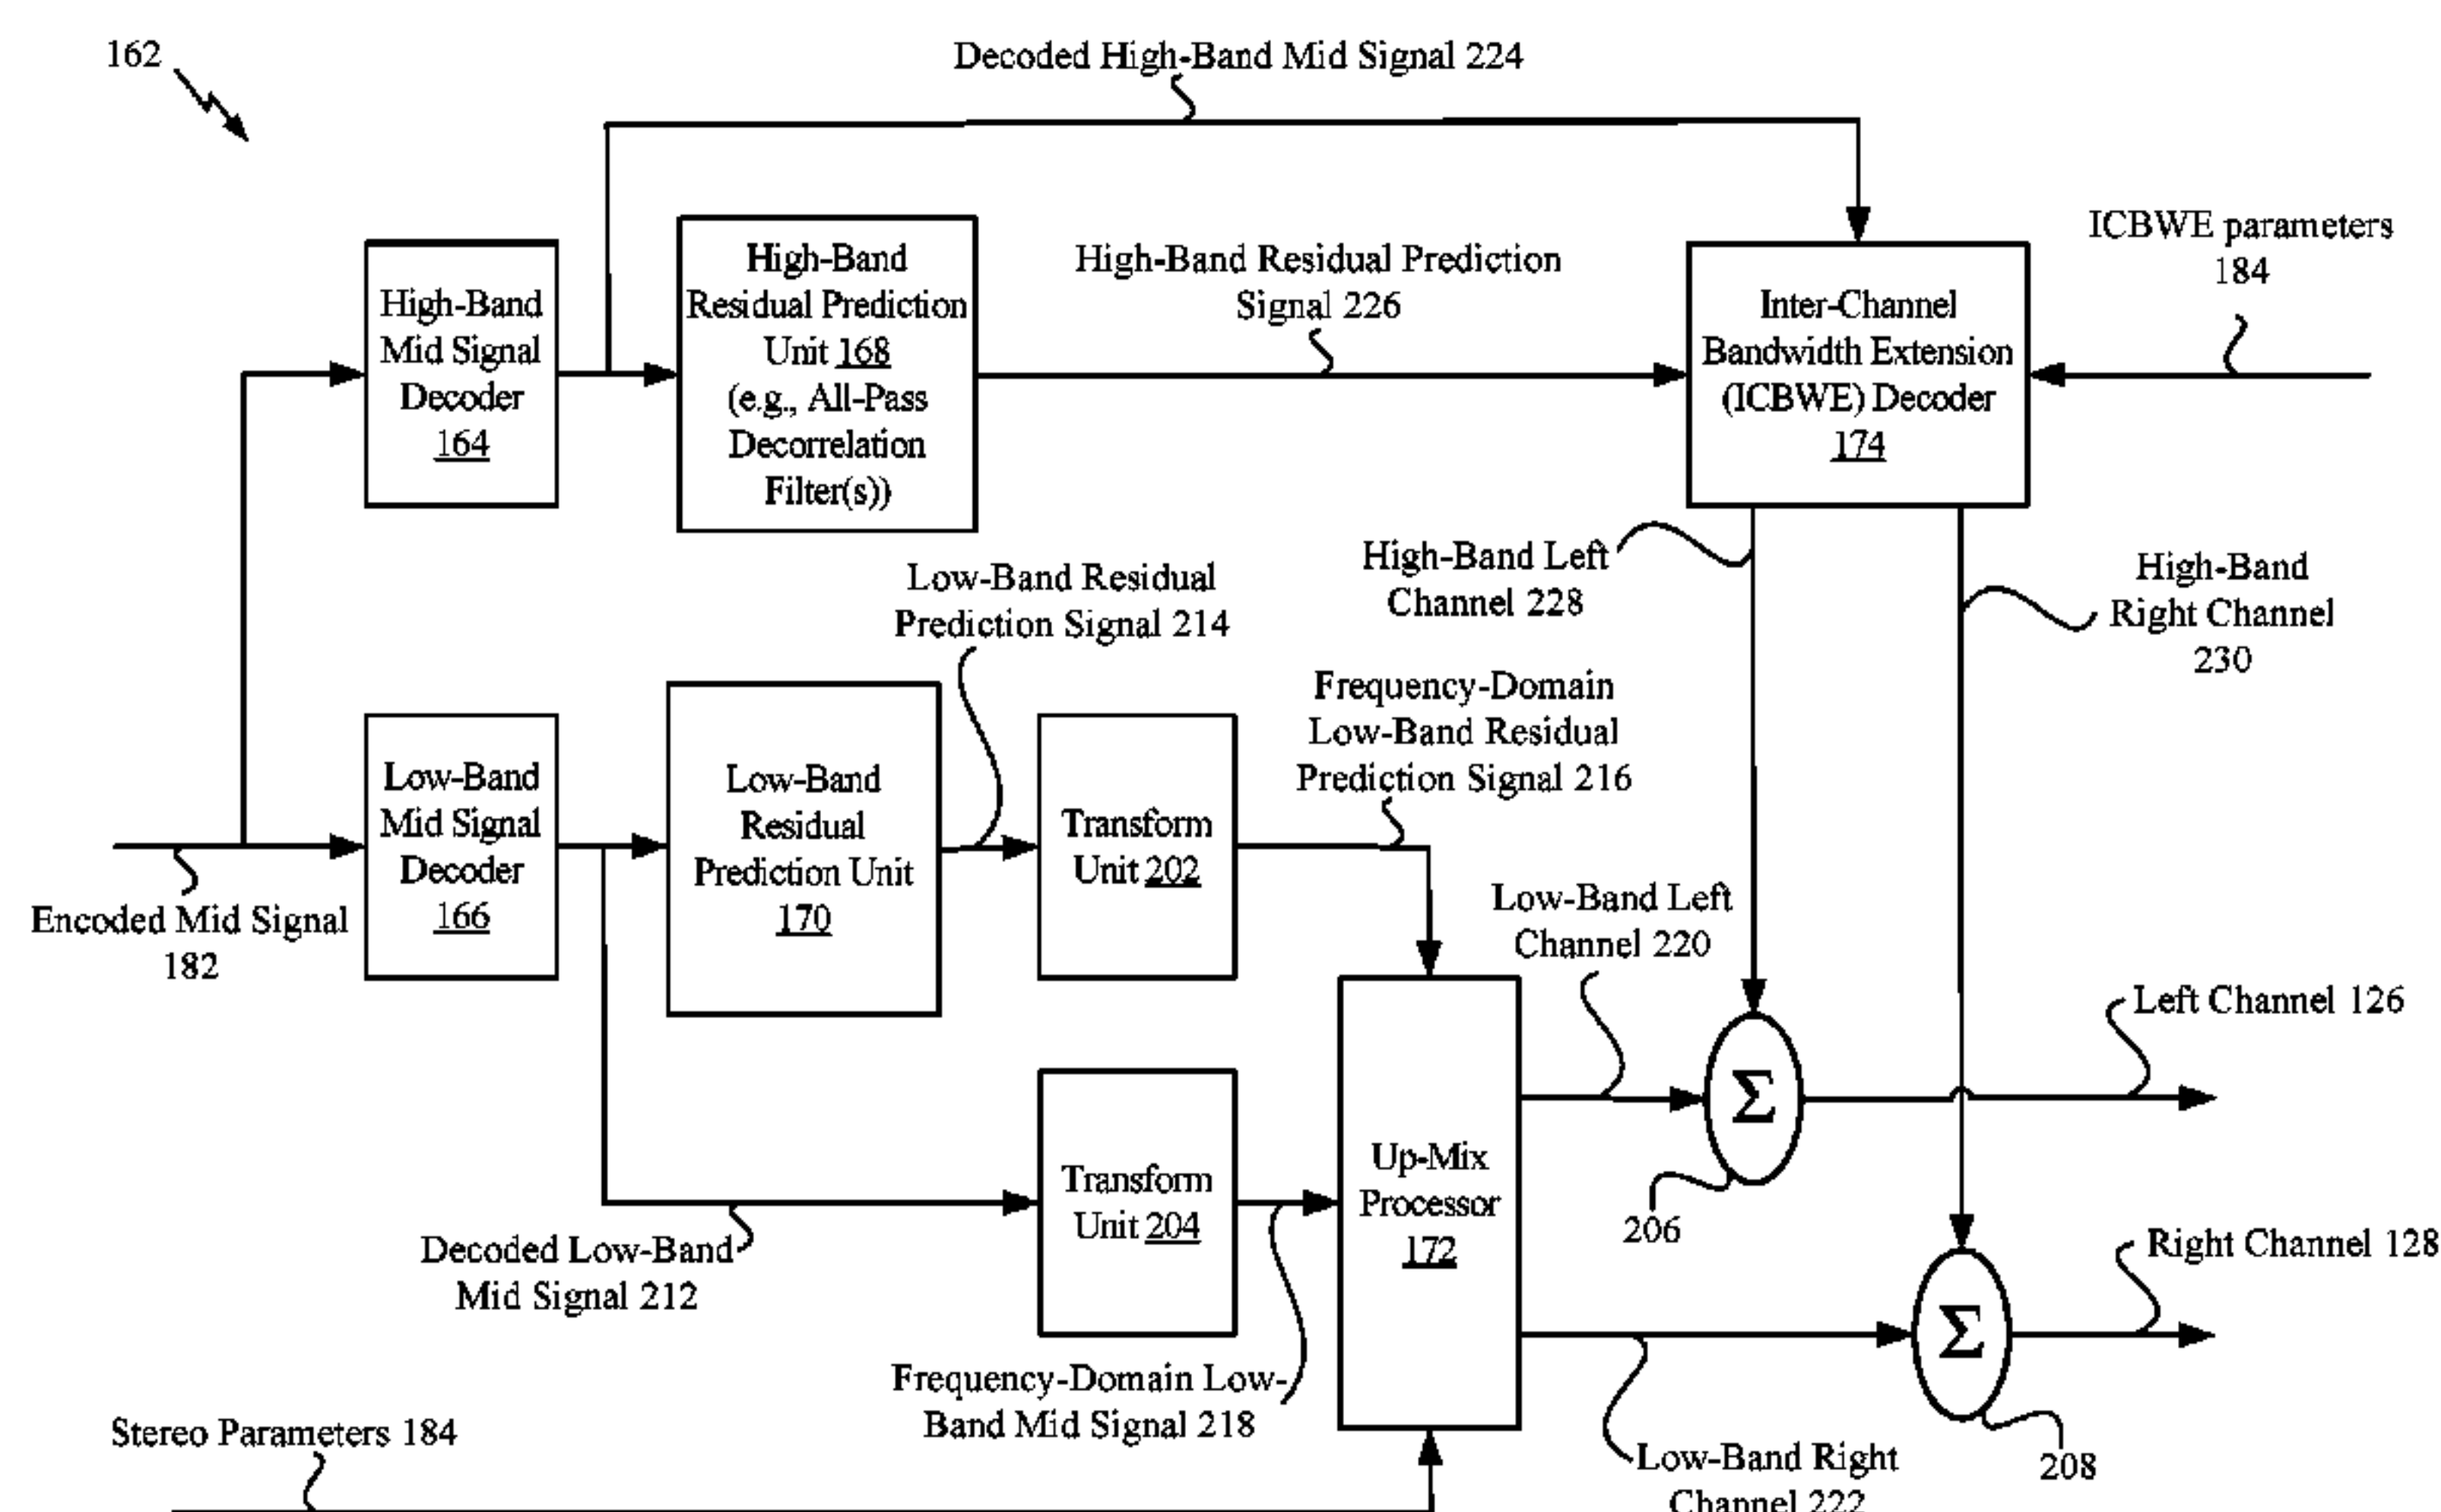 162
Decoded High-Band Mid Signal 224
High-Band
Mid Signal
Decoder
164
High-Band
Residual Prediction
Unit 168
(e.g., All-Pass
Decorrelation
Filter(s))
High-Band Residual Prediction
Signal 226
Inter-Channel
Bandwidth Extension
(ICBWE) Decoder
174
ICBWE parameters
184
High-Band Left
Channel 228
High-Band
Right Channel
230
Low-Band Residual
Prediction Signal 214
Frequency-Domain
Low-Band Residual
Prediction Signal 216
Encoded Mid Signal
182
Low-Band
Mid Signal
Decoder
166
Low-Band
Residual
Prediction Unit
170
Transform
Unit 202
Low-Band Left
Channel 220
Left Channel 126
Σ
206
Decoded Low-Band
Mid Signal 212
Transform
Unit 204
Up-Mix
Processor
172
Right Channel 128
Σ
208
Frequency-Domain Low-
Band Mid Signal 218
Low-Band Right
Channel 222
Stereo Parameters 184